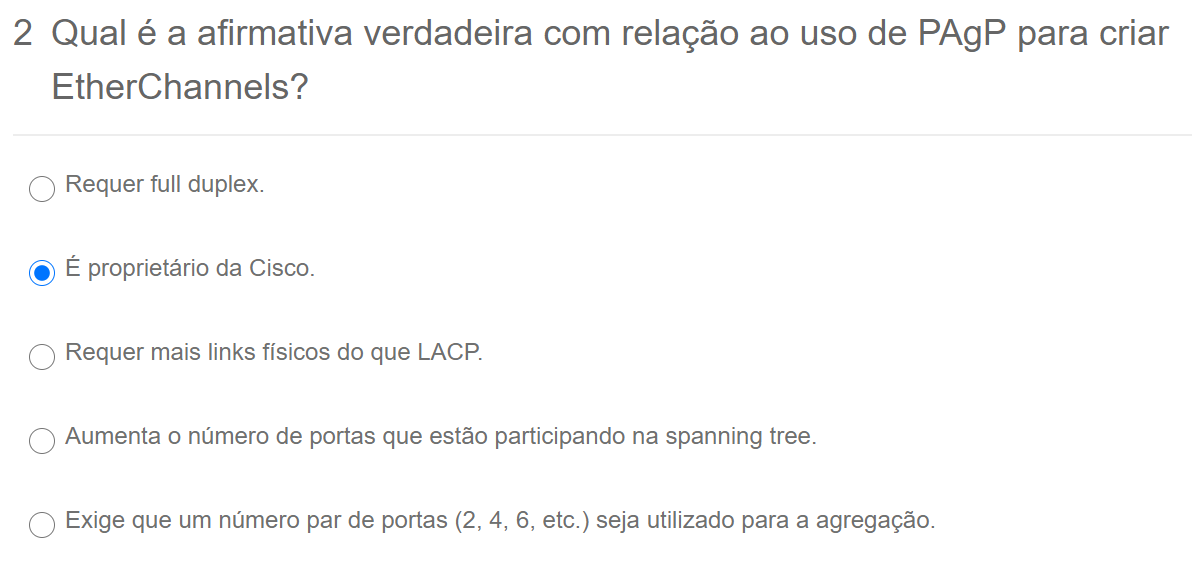 2 Qual é a afirmativa verdadeira com relação ao uso de PAgP para criar
EtherChannels?
Requer full duplex.
É proprietário da Cisco.
Requer mais links físicos do que LACP.
Aumenta o número de portas que estão participando na spanning tree.
Exige que um número par de portas (2, 4, 6, etc.) seja utilizado para a agregação.